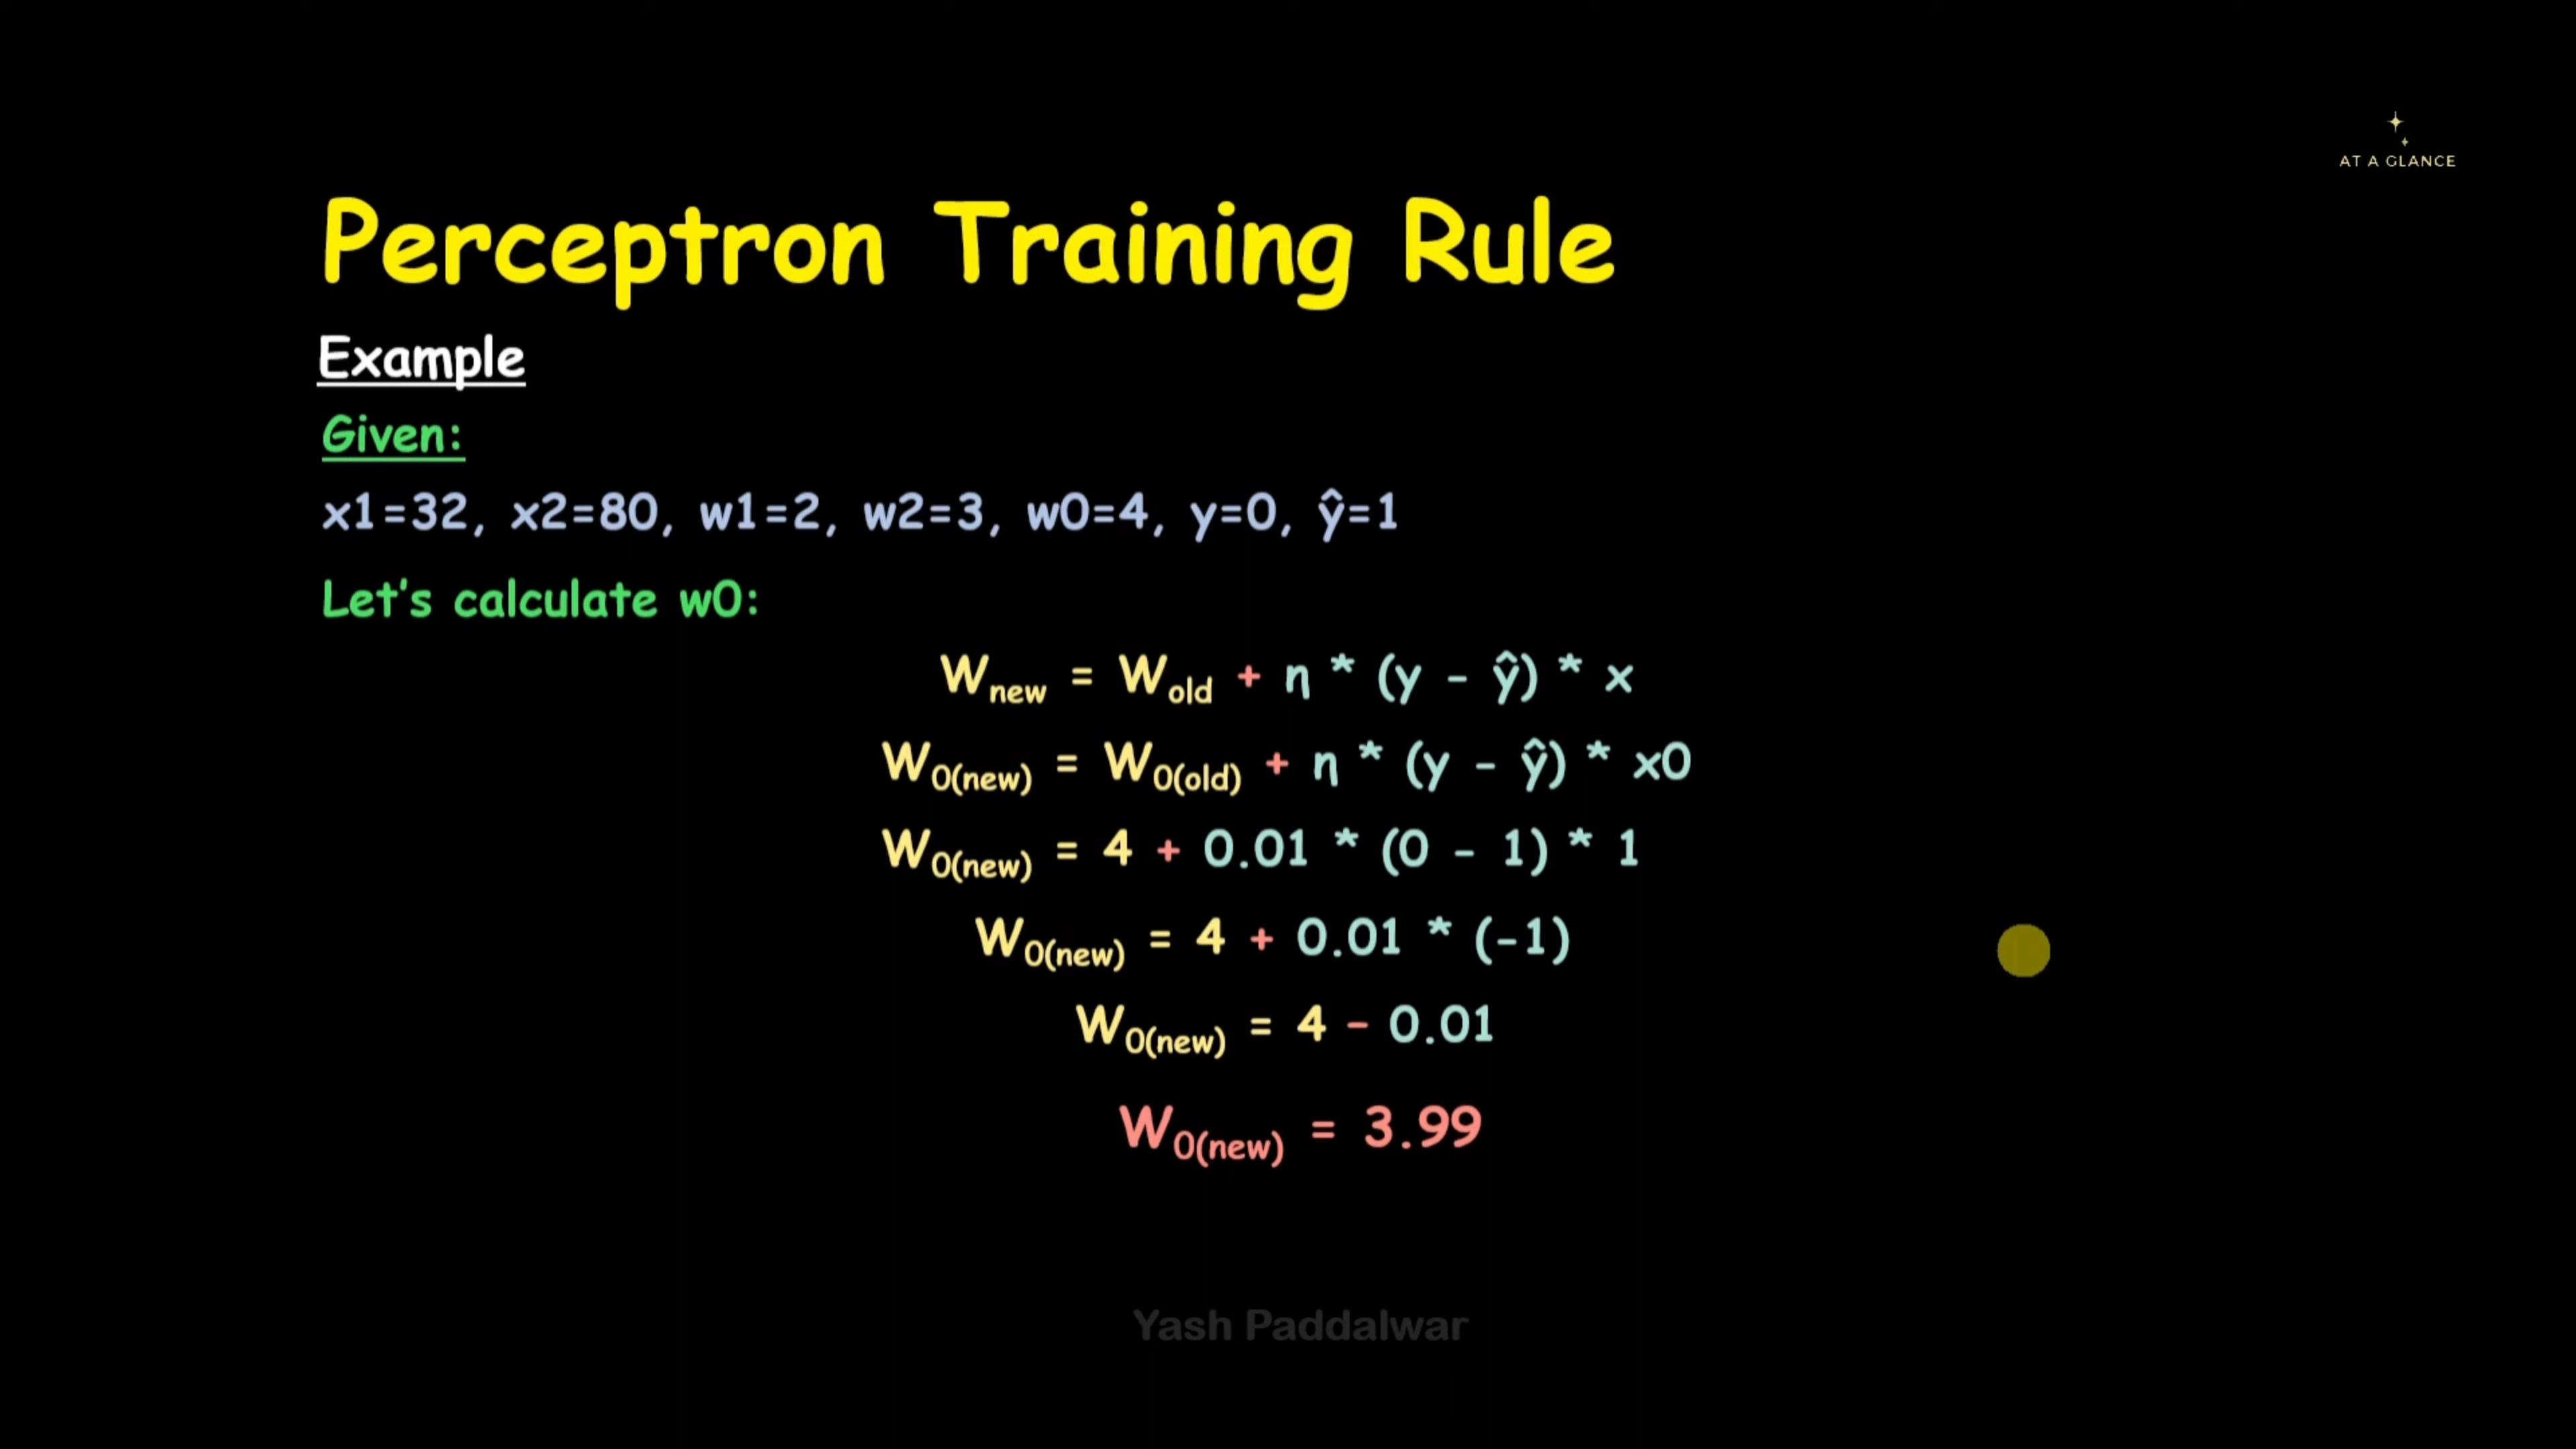 AT A GLANCE
Perceptron Training Rule
Example
Given:
x1=32, x2=80, w1=2, w2=3, w0=4, y=0, ŷ=1
Let's calculate w0:
Wnew = Wold + η * (y - ŷ) * x
W0(new) = W0(old) + η * (y - ŷ) * x0
W0(new) = 4 + 0.01 * (0 - 1) * 1
W0(new) = 4 + 0.01 * (-1)
W0(new) = 4 - 0.01
W0(new) = 3.99
Yash Paddalwar